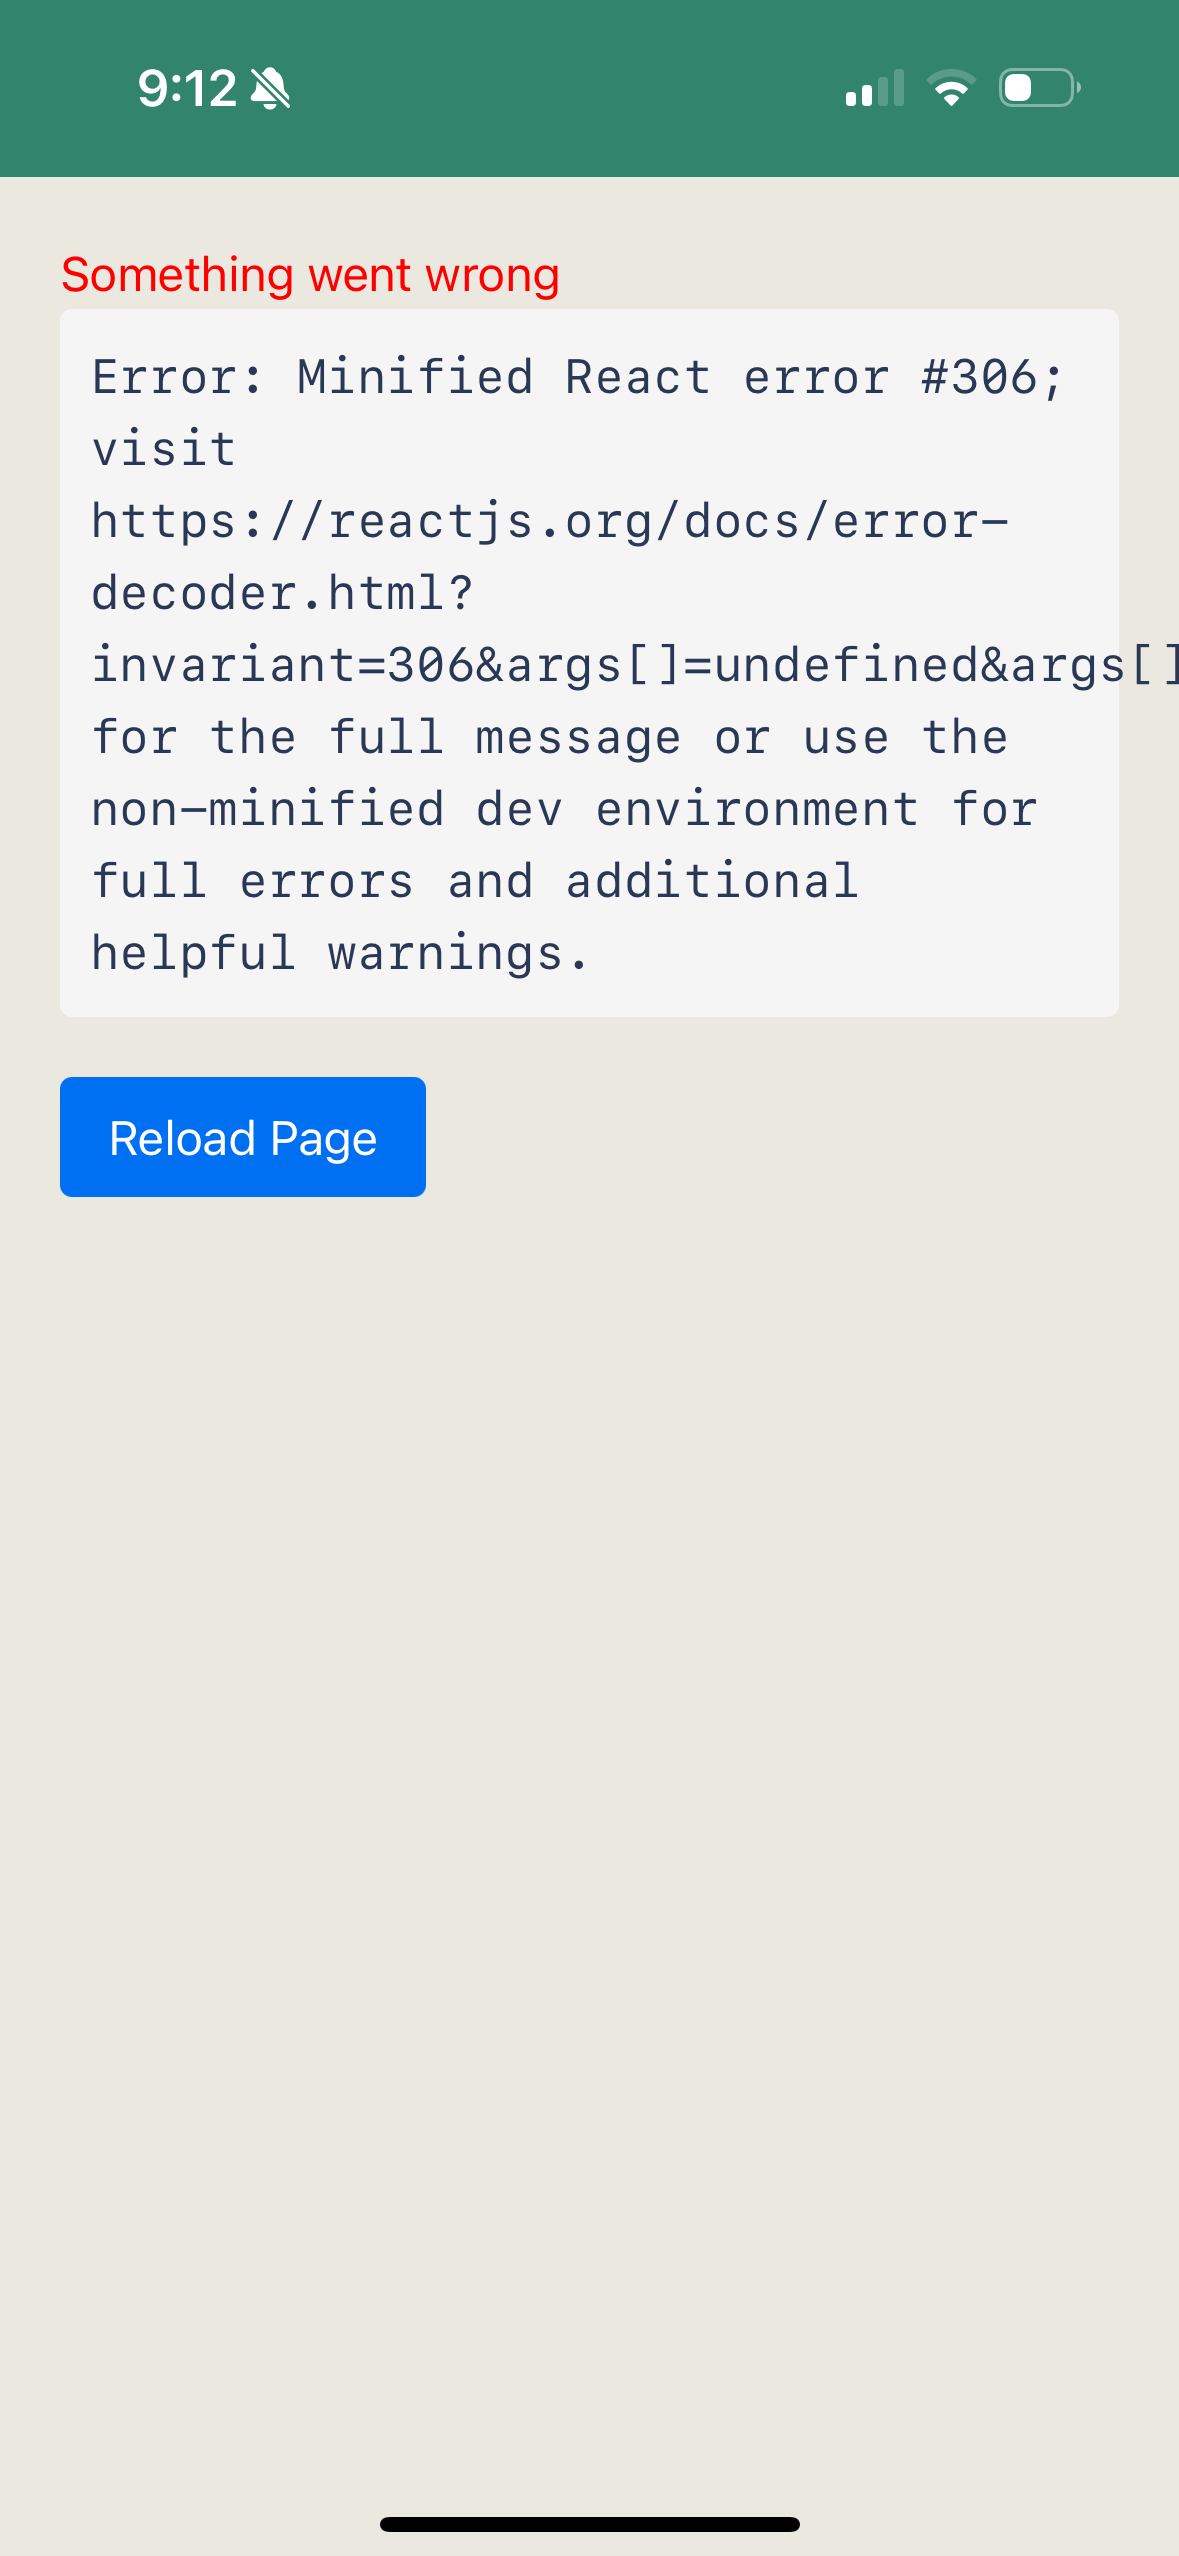 9:12
Something went wrong
Error: Minified React error #306;
visit
https://reactjs.org/docs/error-
decoder.html?
invariant=306&args[]=undefined&args[]
for the full message or use the
non-minified dev environment for
full errors and additional
helpful warnings.
Reload Page